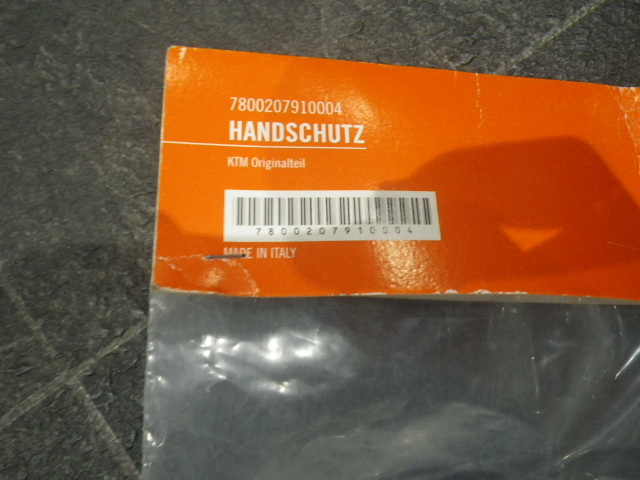 7800207910004
HANDSCHUTZ
KTM Originalteil
7800207910004
MADE IN ITALY